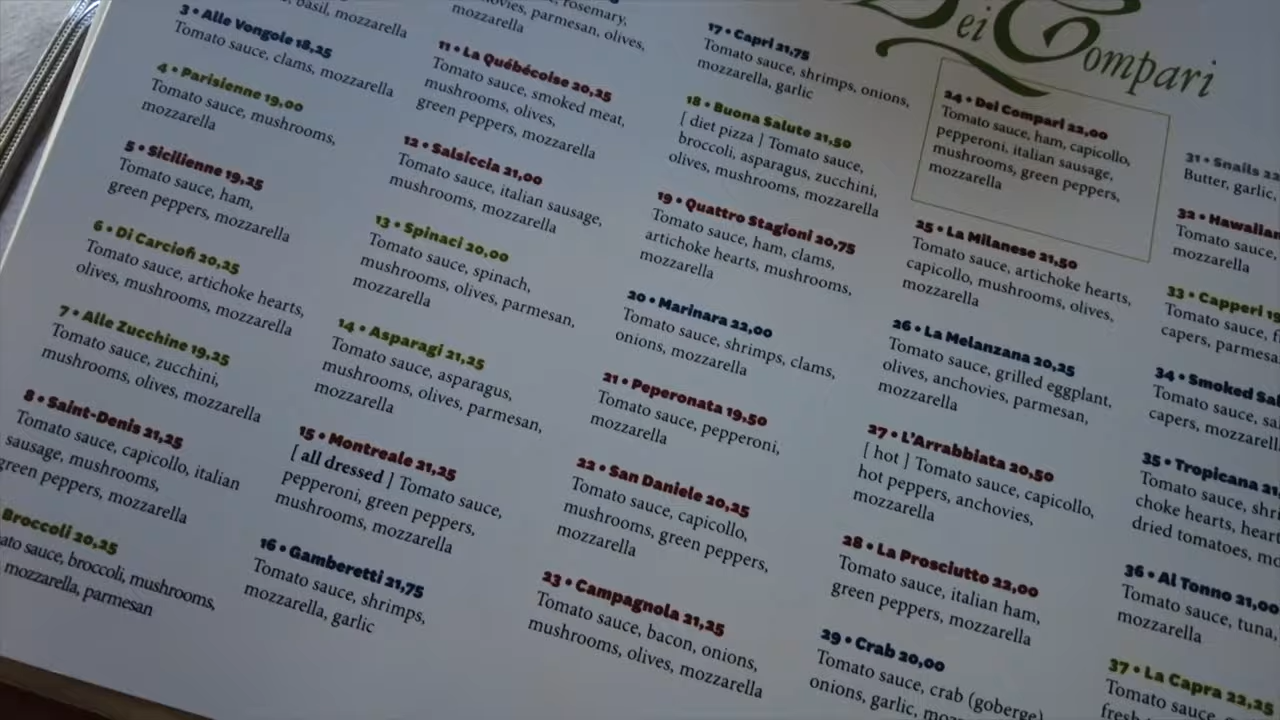 basil, mozzarella
3 • Alle Vongole 18,25
Tomato sauce, clams, mozzarella
4 • Parisienne 19,00
Tomato sauce, mushrooms,
mozzarella
5 • Sicilienne 19,25
Tomato sauce, ham,
green peppers, mozzarella
6 • Di Carciofi 20,25
Tomato sauce, artichoke hearts,
olives, mushrooms, mozzarella
7 • Alle Zucchine 19,25
Tomato sauce, zucchini,
mushrooms, olives, mozzarella
8 • Saint-Denis 21,25
Tomato sauce, capicollo, italian
sausage, mushrooms,
green peppers, mozzarella
Broccoli 20,25
sauce, broccoli, mushrooms,
mozzarella, parmesan
rosemary,
parmesan, olives,
mozzarella
11 • La Québécoise 20,25
Tomato sauce, smoked meat,
mushrooms, olives,
green peppers, mozzarella
12 • Salsiccia 21,00
Tomato sauce, italian sausage,
mushrooms, mozzarella
13 • Spinaci 20,00
Tomato sauce, spinach,
mushrooms, olives, parmesan,
mozzarella
14 • Asparagi 21,25
Tomato sauce, asparagus,
mushrooms, olives, parmesan,
mozzarella
15 • Montreale 21,25
[ all dressed ] Tomato sauce,
pepperoni, green peppers,
mushrooms, mozzarella
16 • Gamberetti 21,75
Tomato sauce, shrimps,
mozzarella, garlic
17 • Capri 21,75
Tomato sauce, shrimps, onions,
mozzarella, garlic
18 • Buona Salute 21,50
[ diet pizza ] Tomato sauce,
broccoli, asparagus, zucchini,
olives, mushrooms, mozzarella
19 • Quattro Stagioni 20,75
Tomato sauce, ham, clams,
artichoke hearts, mushrooms,
mozzarella
20 • Marinara 22,00
Tomato sauce, shrimps, clams,
onions, mozzarella
21 • Peperonata 19,50
Tomato sauce, pepperoni,
mozzarella
22 • San Daniele 20,25
Tomato sauce, capicollo,
mushrooms, green peppers,
mozzarella
23 • Campagnola 21,25
Tomato sauce, bacon, onions,
mushrooms, olives, mozzarella
Dei Compari
24 • Dei Compari 22,00
Tomato sauce, ham, capicollo,
pepperoni, italian sausage,
mushrooms, green peppers,
mozzarella
25 • La Milanese 21,50
Tomato sauce, artichoke hearts,
capicollo, mushrooms, olives,
mozzarella
26 • La Melanzana 20,25
Tomato sauce, grilled eggplant,
olives, anchovies, parmesan,
mozzarella
27 • L'Arrabbiata 20,50
[ hot ] Tomato sauce, capicollo,
hot peppers, anchovies,
mozzarella
28 • La Prosciutto 22,00
Tomato sauce, italian ham,
green peppers, mozzarella
29 • Crab 20,00
Tomato sauce, crab (goberge)
onions, garlic,
31 • Snails
Butter, garlic,
32 • Hawaiian
Tomato sauce,
mozzarella
33 • Capperi
Tomato sauce,
capers,
34 • Smoked
Tomato sauce,
capers,
35 • Tropicana
Tomato sauce,
choke hearts,
dried tomatoes,
36 • Al Tonno 21,00
Tomato sauce, tuna,
mozzarella
37 • La Capra 22,25
Tomato sauce,